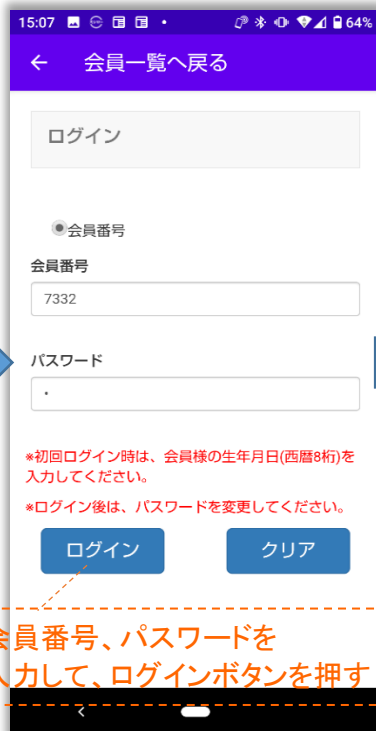 15:07
64%
← 会員一覧へ戻る
ログイン
会員番号
会員番号
7332
パスワード
*初回ログイン時は、会員様の生年月日(西暦8桁)を
入力してください。
*ログイン後は、パスワードを変更してください。
ログイン
クリア
会員番号、パスワードを
入力して、ログインボタンを押す